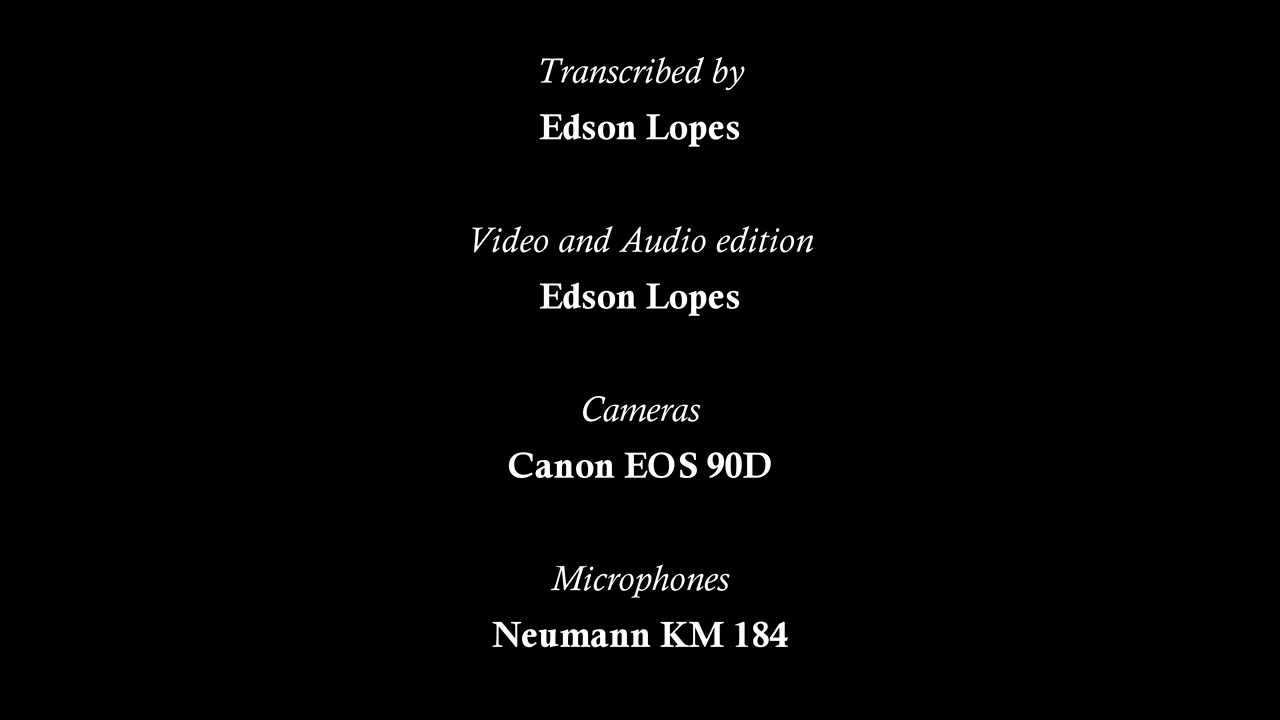 Transcribed by
Edson Lopes
Video and Audio edition
Edson Lopes
Cameras
Canon EOS 90D
Microphones
Neumann KM 184